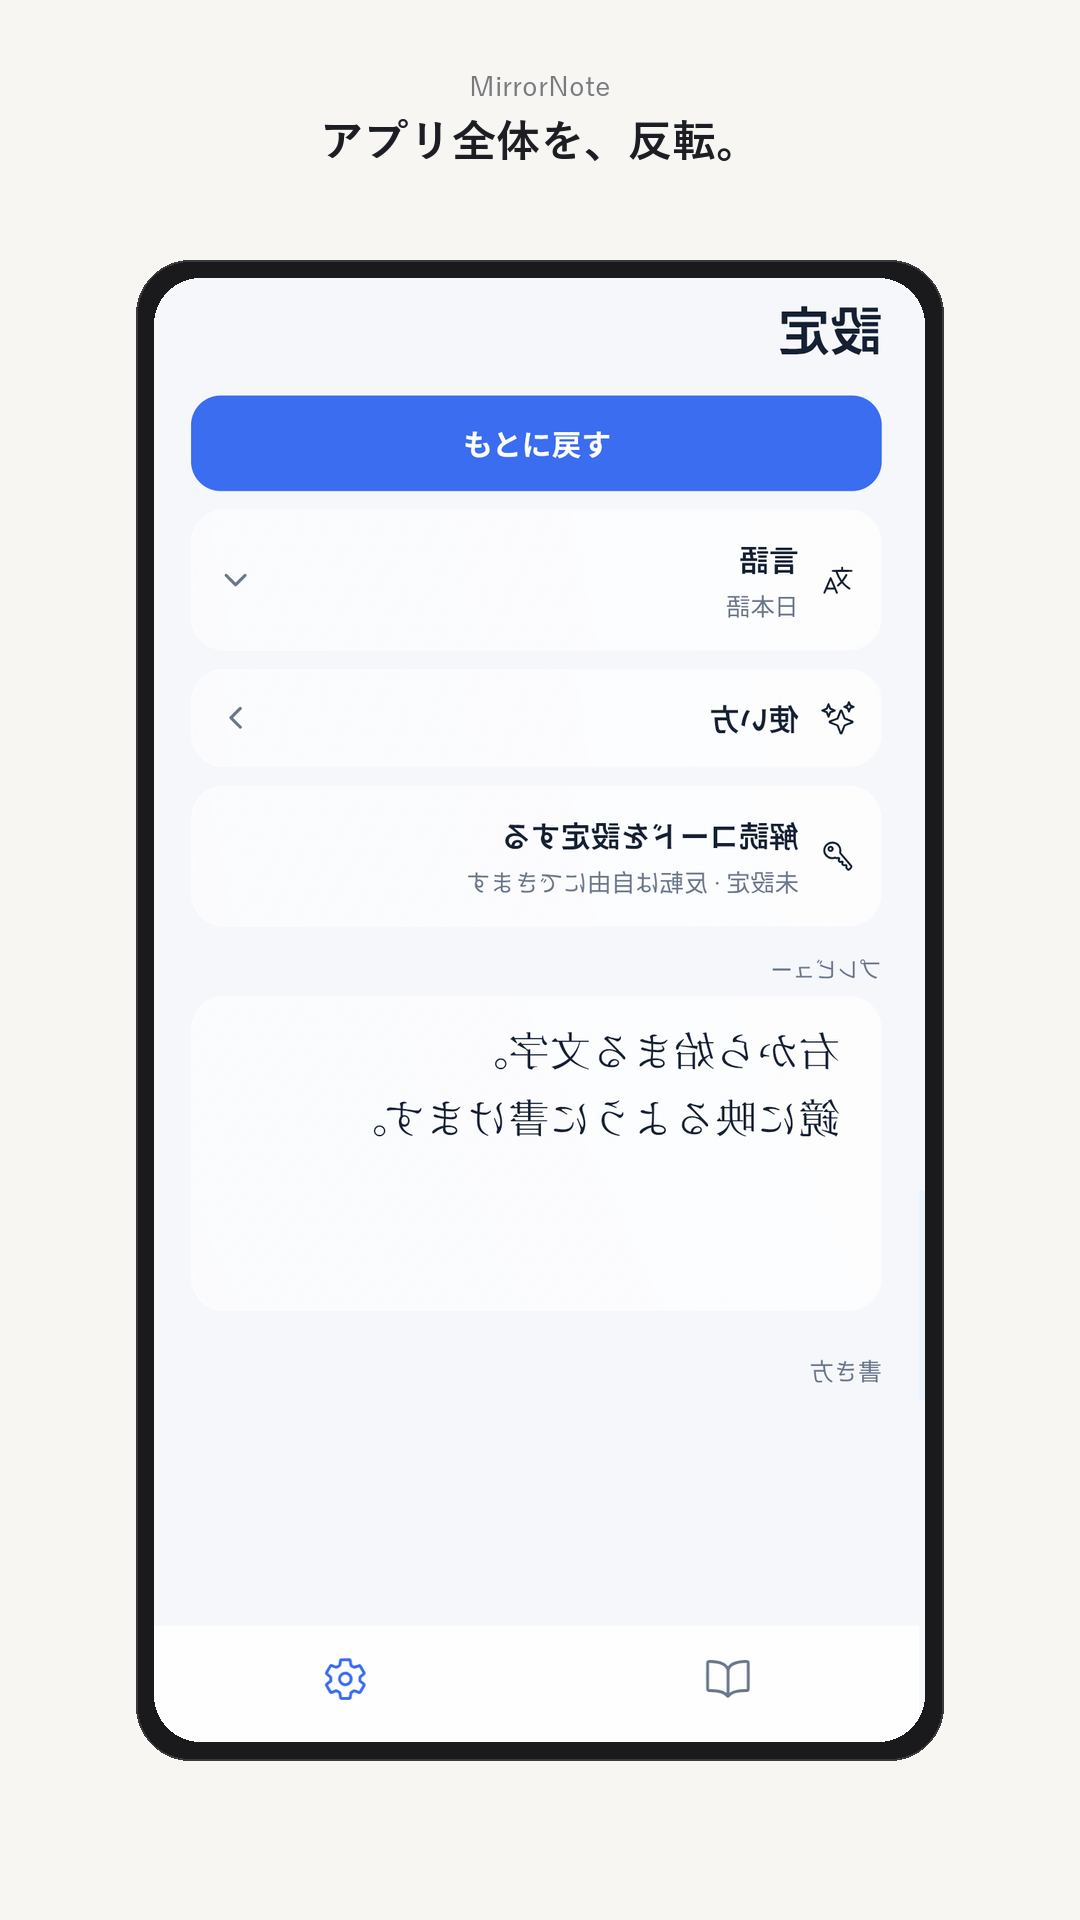 MirrorNote
アプリ全体を、反転。
設定
もとに戻す
言語
日本語
使い方
解読コードを設定する
未設定 · 反転は自由にできます
プレビュー
右から始まる文字。
鏡に映るように書けます。
書き方